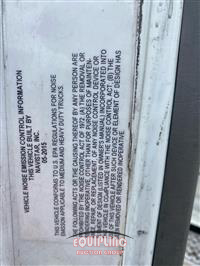 VEHICLE NOISE EMISSION CONTROL INFORMATION
THIS VEHICLE BUILT BY
NAVISTAR, INC.
05-2015
THIS VEHICLE CONFORMS TO U.S. EPA REGULATIONS FOR NOISE
EMISSION APPLICABLE TO MEDIUM AND HEAVY DUTY TRUCKS.
THE FOLLOWING ACTS OR THE CAUSING THEREOF BY ANY PERSON ARE
PROHIBITED BY THE NOISE CONTROL ACT OF 1972: (A) THE REMOVAL OR
RENDERING INOPERATIVE, OTHER THAN FOR PURPOSES OF MAINTEN-
ANCE, REPAIR, OR REPLACEMENT, OF ANY NOISE CONTROL DEVICE OR
ELEMENT OF DESIGN (LISTED IN THE OWNERS MANUAL) INCORPORATED INTO
THIS VEHICLE IN COMPLIANCE WITH THE NOISE CONTROL ACT; (B) THE
USE OF THIS VEHICLE AFTER SUCH DEVICE OR ELEMENT OF DESIGN HAS
BEEN REMOVED OR RENDERED INOPERATIVE.
EQUIPLINQ